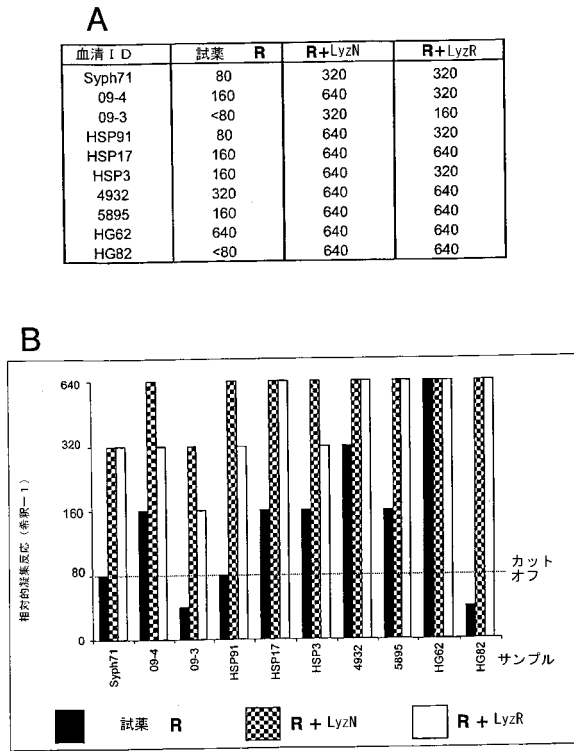 A
血清ID 試薬 R R+LyzN R+LyzR
Syph71 80 320 320
09-4 160 640 320
09-3 <80 320 160
HSP91 80 640 320
HSP17 160 640 640
HSP3 160 640 320
4932 320 640 640
5895 160 640 640
HG62 640 640 640
HG82 <80 640 640
B
相対的凝集反応(希釈ー1)
640
320
160
80
0
カット
オフ
Syph71 09-4 09-3 HSP91 HSP17 HSP3 4932 5895 HG62 HG82 サンプル
試薬 R R+LyzN R+LyzR